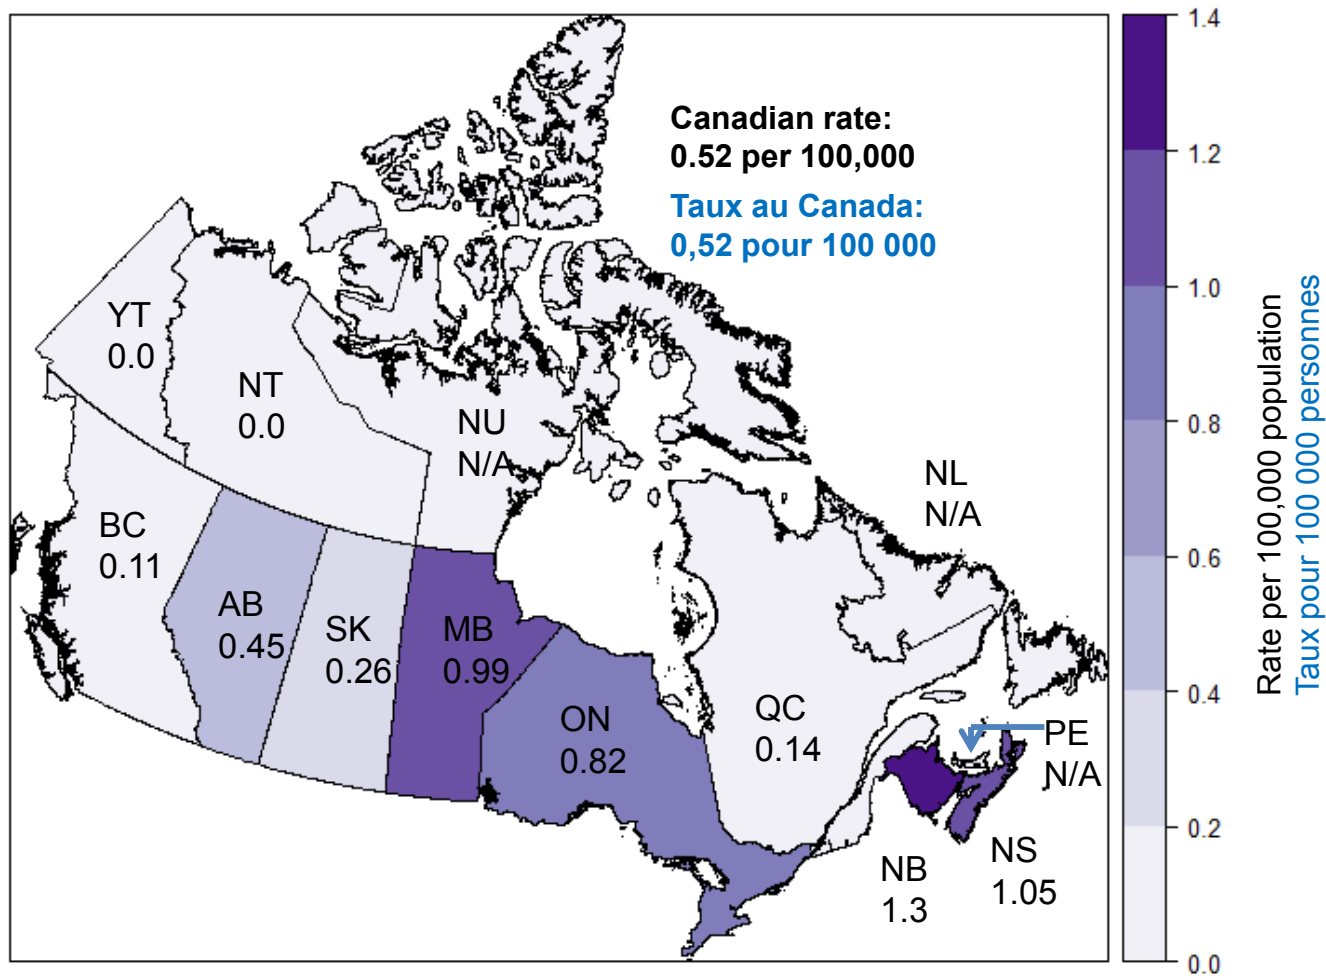 Canadian rate:
0.52 per 100,000
Taux au Canada:
0,52 pour 100 000
YT
0.0
NT
0.0
NU
N/A
NL
N/A
BC
0.11
AB
0.45
SK
0.26
MB
0.99
ON
0.82
QC
0.14
PE
N/A
NB
1.3
NS
1.05
1.4
1.2
1.0
0.8
0.6
0.4
0.2
0.0
Rate per 100,000 population
Taux pour 100 000 personnes